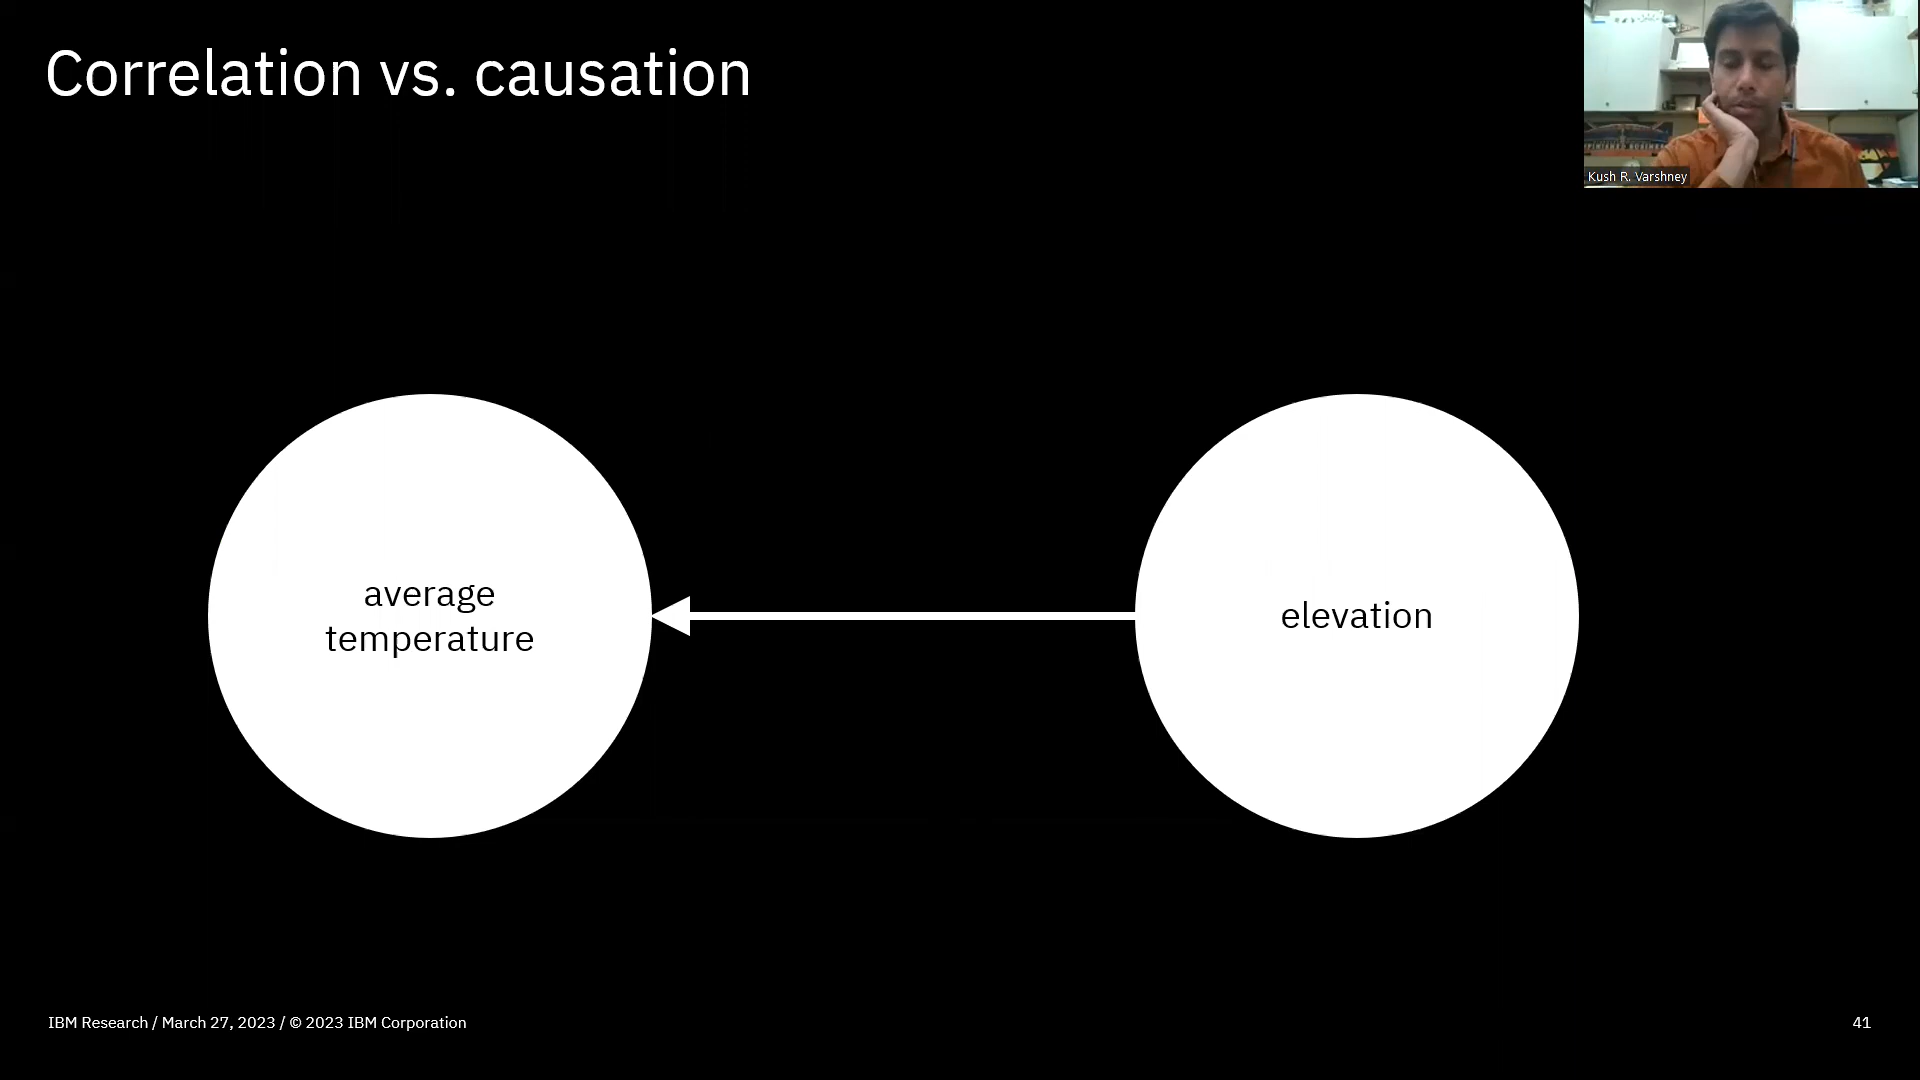 Correlation vs. causation
Kush R. Varshney
average
temperature
elevation
IBM Research / March 27, 2023 / © 2023 IBM Corporation
41